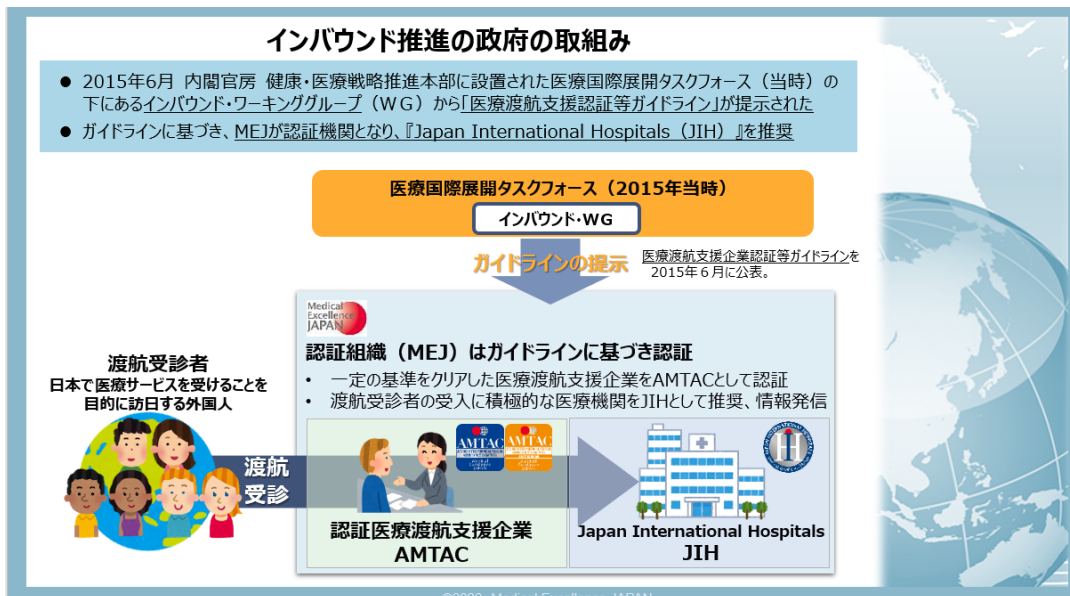 インバウンド推進の政府の取組み
● 2015年6月 内閣官房 健康・医療戦略推進本部に設置された医療国際展開タスクフォース（当時）の
下にあるインバウンド・ワーキンググループ（WG）から「医療渡航支援認証等ガイドライン」が提示された
● ガイドラインに基づき、MEJが認証機関となり、『Japan International Hospitals（JIH）』を推奨
医療国際展開タスクフォース（2015年当時）
インバウンド・WG
ガイドラインの提示
医療渡航支援企業認証等ガイドラインを
2015年６月に公表。
Medical
Excellence
JAPAN
認証組織（MEJ）はガイドラインに基づき認証
• 一定の基準をクリアした医療渡航支援企業をAMTACとして認証
• 渡航受診者の受入に積極的な医療機関をJIHとして推奨、情報発信
渡航受診者
日本で医療サービスを受けることを
目的に訪日する外国人
渡航
受診
AMTAC
AMTAC
認証医療渡航支援企業
AMTAC
Japan International Hospitals
JIH